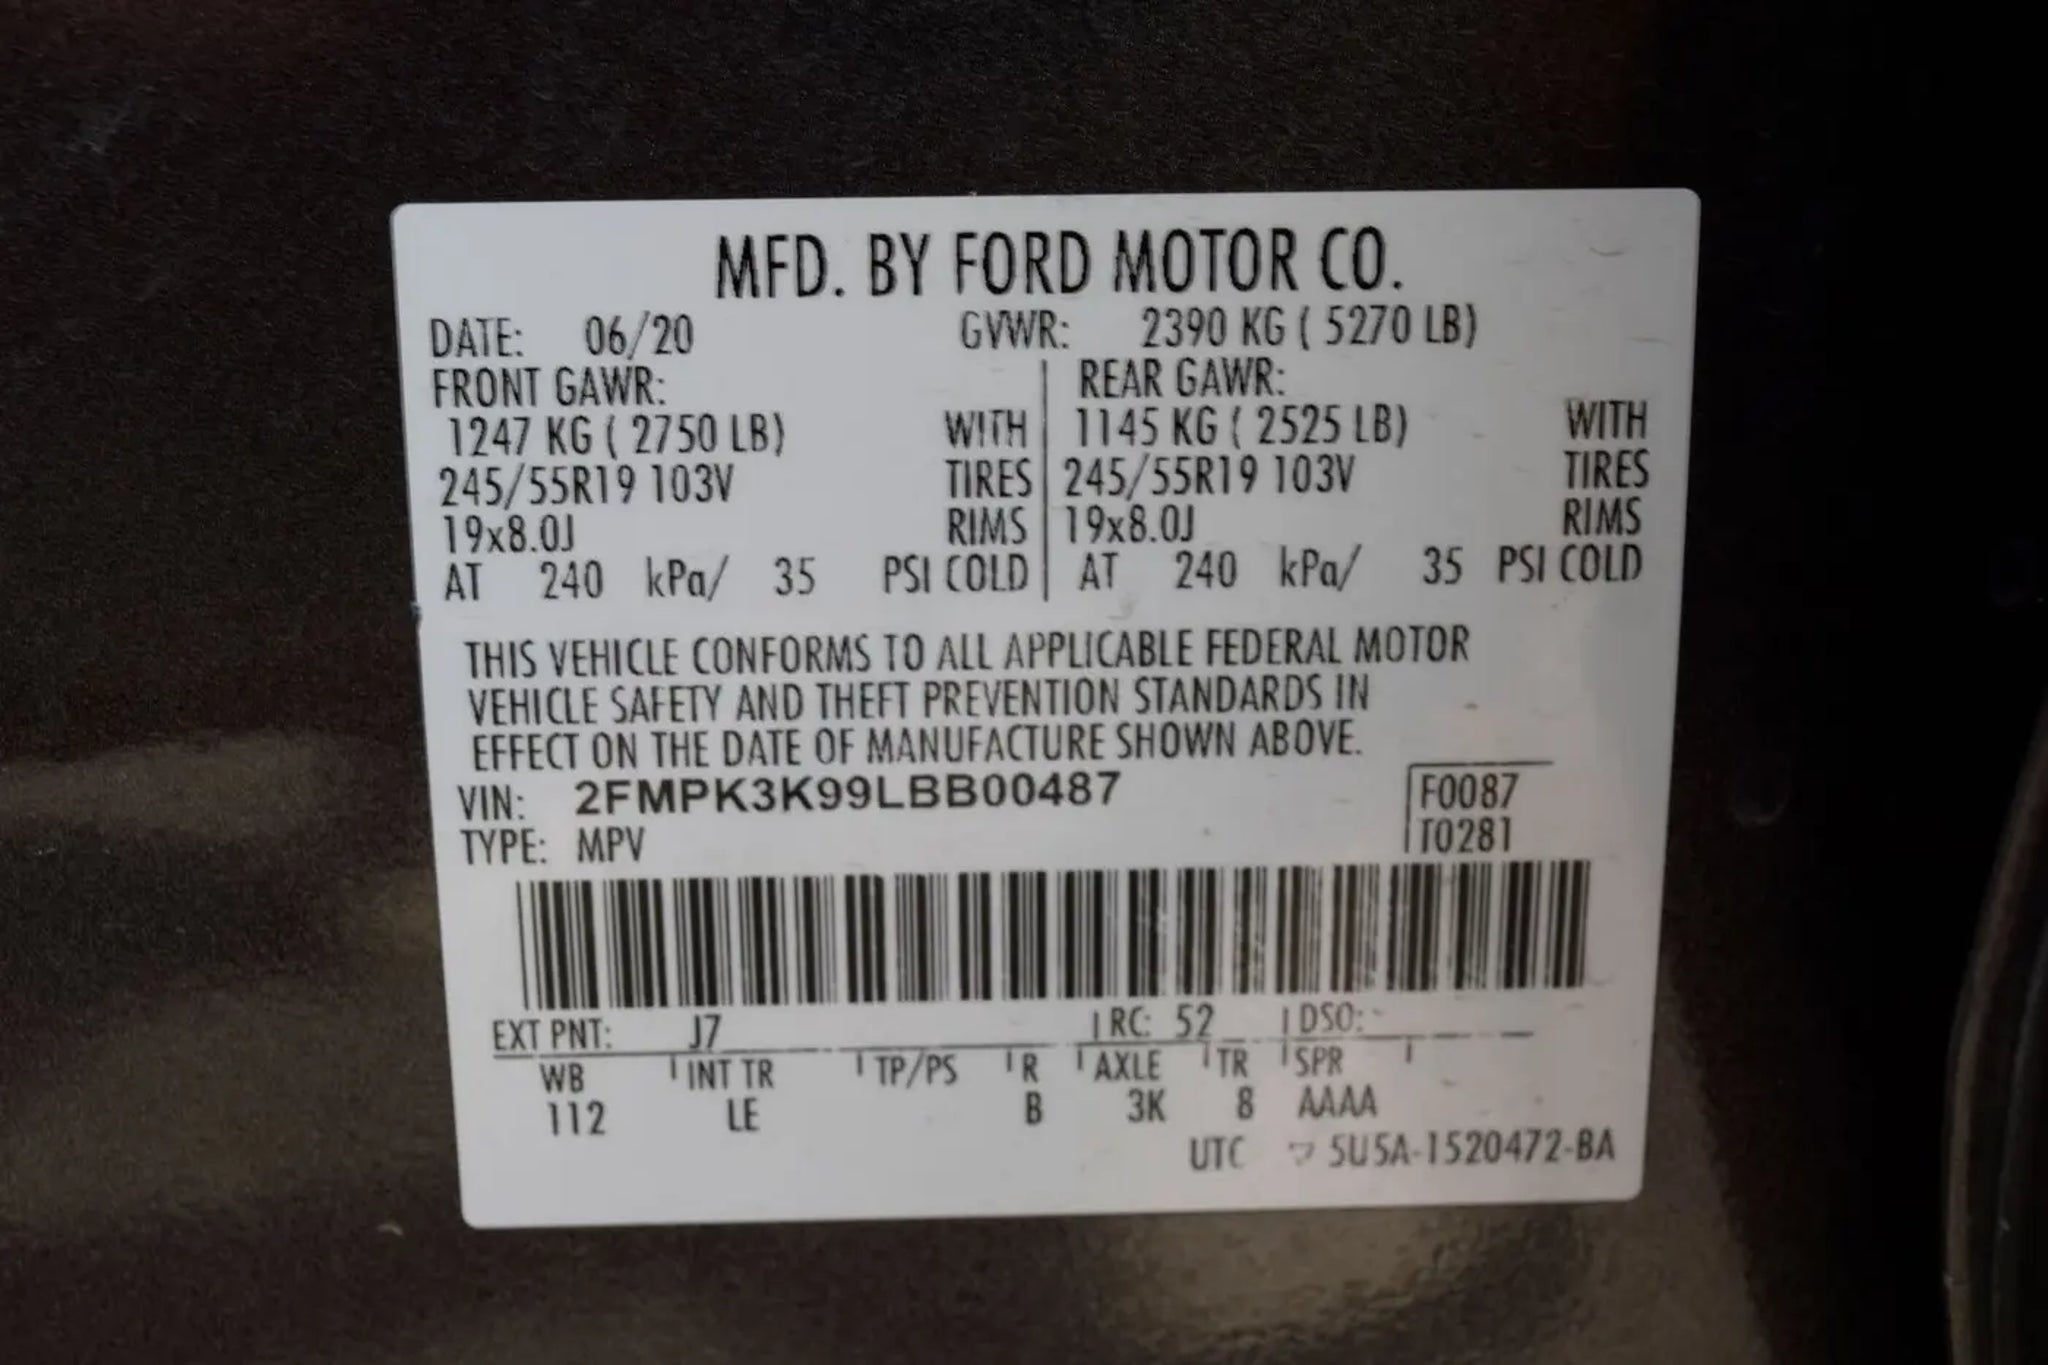 MFD. BY FORD MOTOR CO.
DATE: 06/20 GVWR: 2390 KG ( 5270 LB)
FRONT GAWR: REAR GAWR:
1247 KG ( 2750 LB) WITH 1145 KG ( 2525 LB) WITH
245/55R19 103V TIRES 245/55R19 103V TIRES
19x8.0J RIMS 19x8.0J RIMS
AT 240 kPa/ 35 PSI COLD AT 240 kPa/ 35 PSI COLD
THIS VEHICLE CONFORMS TO ALL APPLICABLE FEDERAL MOTOR
VEHICLE SAFETY AND THEFT PREVENTION STANDARDS IN
EFFECT ON THE DATE OF MANUFACTURE SHOWN ABOVE.
VIN: 2FMPK3K99LBB00487 F0087
TYPE: MPV T0281
EXT PNT: J7 RC: 52 DSO:
WB INT TR TP/PS R AXLE TR SPR
112 LE B 3K 8 AAAA
UTC 5U5A-1520472-BA